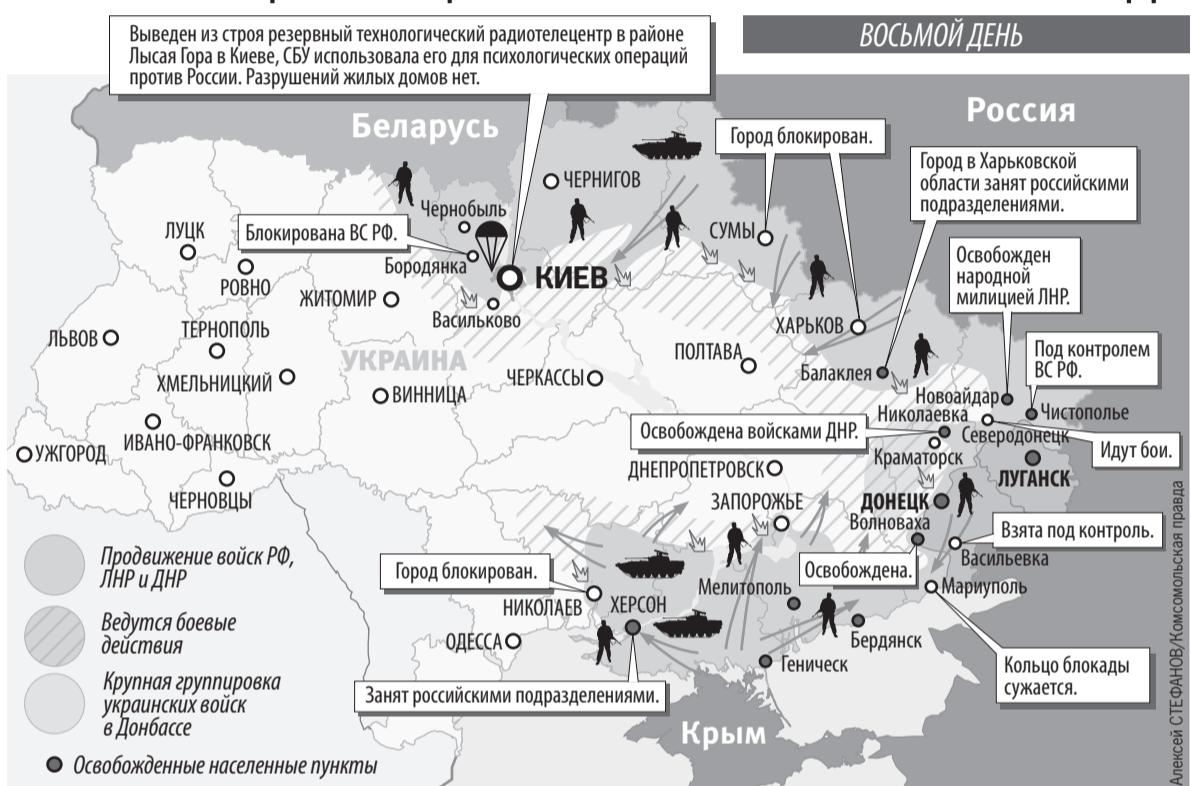 ВОСЬМОЙ ДЕНЬ
Выведен из строя резервный технологический радиотелецентр в районе
Лысая Гора в Киеве, СБУ использовала его для психологических операций
против России. Разрушений жилых домов нет.
Беларусь
Россия
Город блокирован.
Город в Харьковской
области занят российскими
подразделениями.
ЧЕРНИГОВ
Чернобыль
СУМЫ
ЛУЦК
Блокирована ВС РФ.
Освобожден
народной
милицией ЛНР.
Бородянка
КИЕВ
РОВНО
ЖИТОМИР
Васильково
ХАРЬКОВ
ЛЬВОВ
ТЕРНОПОЛЬ
УКРАИНА
ПОЛТАВА
Под контролем
ВС РФ.
ХМЕЛЬНИЦКИЙ
ЧЕРКАССЫ
Балаклея
ВИННИЦА
Новоайдар
Николаевка
Чистополье
ИВАНО-ФРАНКОВСК
Освобождена войсками ДНР.
Северодонецк
УЖГОРОД
Краматорск
Идут бои.
ДНЕПРОПЕТРОВСК
ЛУГАНСК
ЧЕРНОВЦЫ
ЗАПОРОЖЬЕ
ДОНЕЦК
Волноваха
Взята под контроль.
Васильевка
Продвижение войск РФ,
ЛНР и ДНР
Город блокирован.
Освобождена.
Мелитополь
Мариуполь
НИКОЛАЕВ
ХЕРСОН
Ведутся боевые
действия
ОДЕССА
Бердянск
Геническ
Кольцо блокады
сужается.
Крупная группировка
украинских войск
в Донбассе
Занят российскими подразделениями.
Крым
Освобожденные населенные пункты
Алексей СТЕФАНОВ/Комсомольская правда